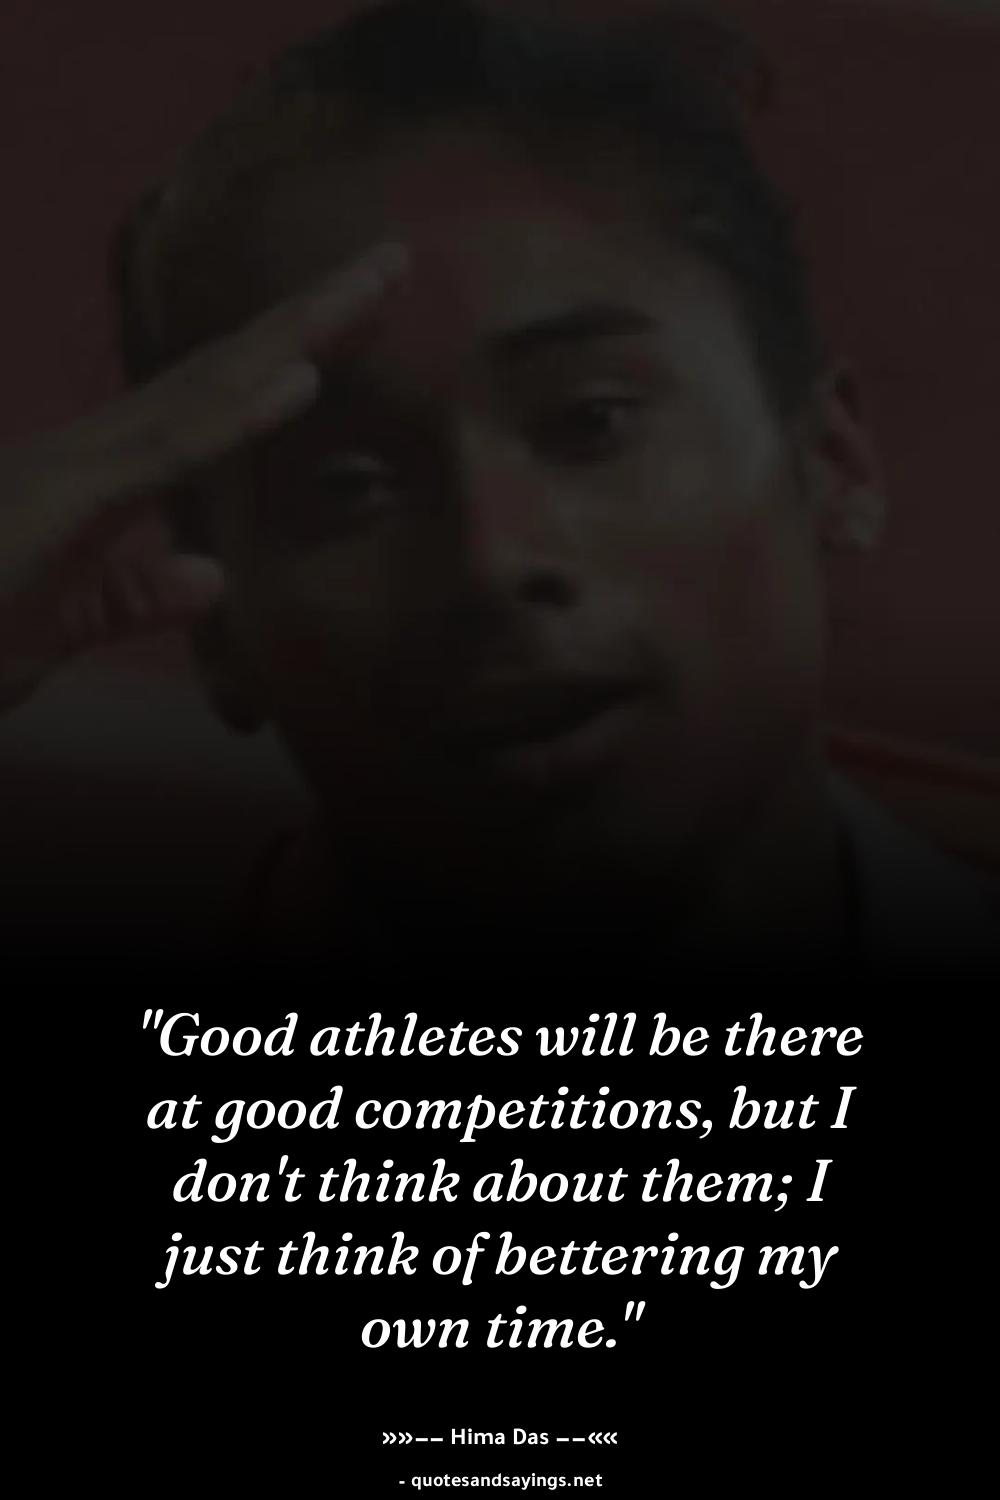 "Good athletes will be there
at good competitions, but I
don't think about them; I
just think of bettering my
own time."
»»–– Hima Das ––««
- quotesandsayings.net